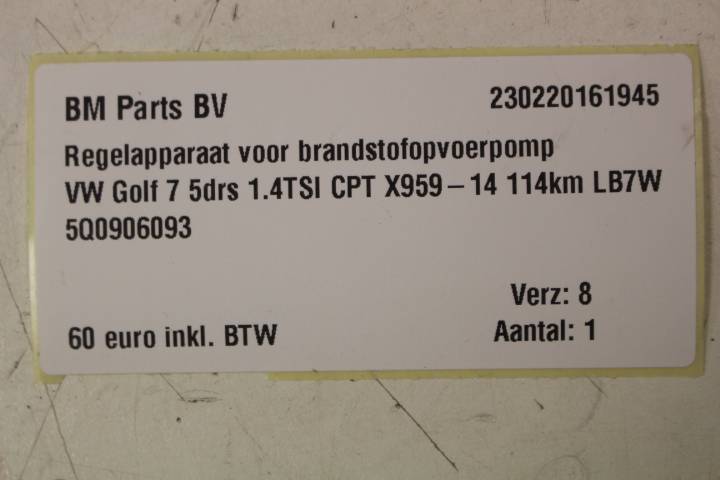 BM Parts BV 230220161945
Regelapparaat voor brandstofopvoerpomp
VW Golf 7 5drs 1.4TSI CPT X959-14 114km LB7W
5Q0906093
Verz: 8
60 euro inkl. BTW Aantal: 1